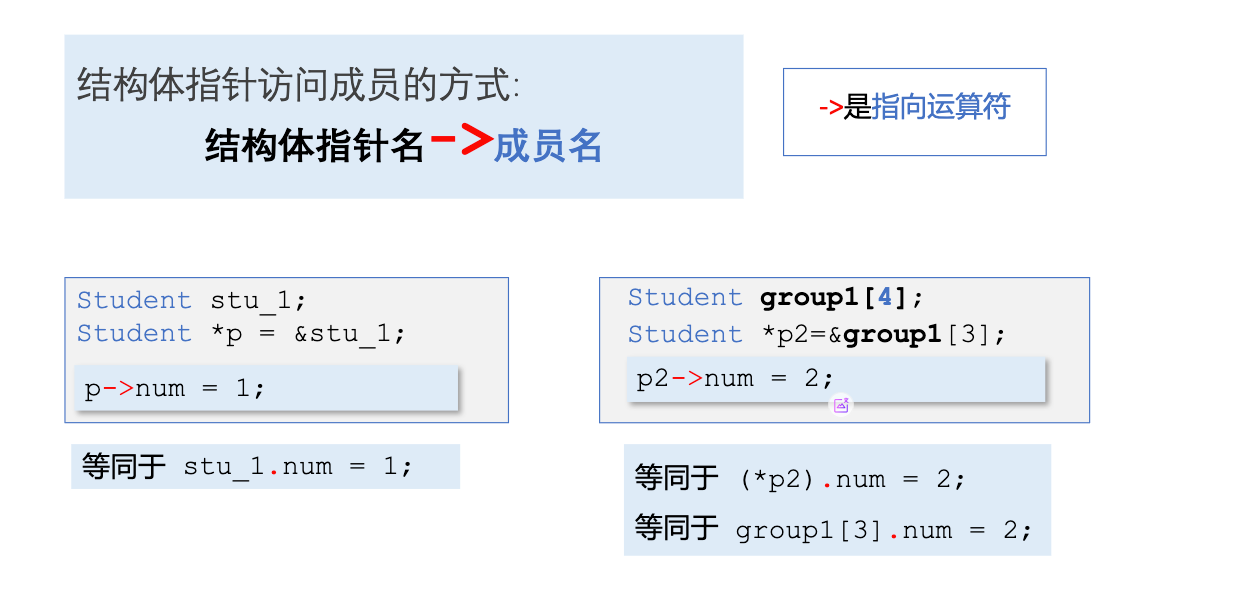 结构体指针访问成员的方式:
结构体指针名->成员名
->是指向运算符
Student stu_1;
Student *p = &stu_1;
p->num = 1;
等同于 stu_1.num = 1;
Student group1[4];
Student *p2=&group1[3];
p2->num = 2;
等同于 (*p2).num = 2;
等同于 group1[3].num = 2;